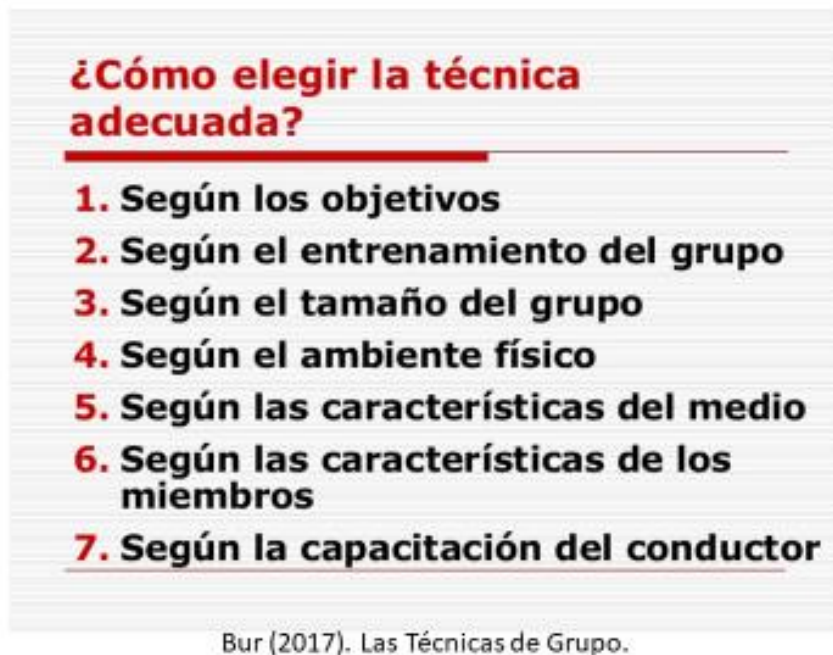 ¿Cómo elegir la técnica
adecuada?
1. Según los objetivos
2. Según el entrenamiento del grupo
3. Según el tamaño del grupo
4. Según el ambiente físico
5. Según las características del medio
6. Según las características de los
miembros
7. Según la capacitación del conductor
Bur (2017). Las Técnicas de Grupo.